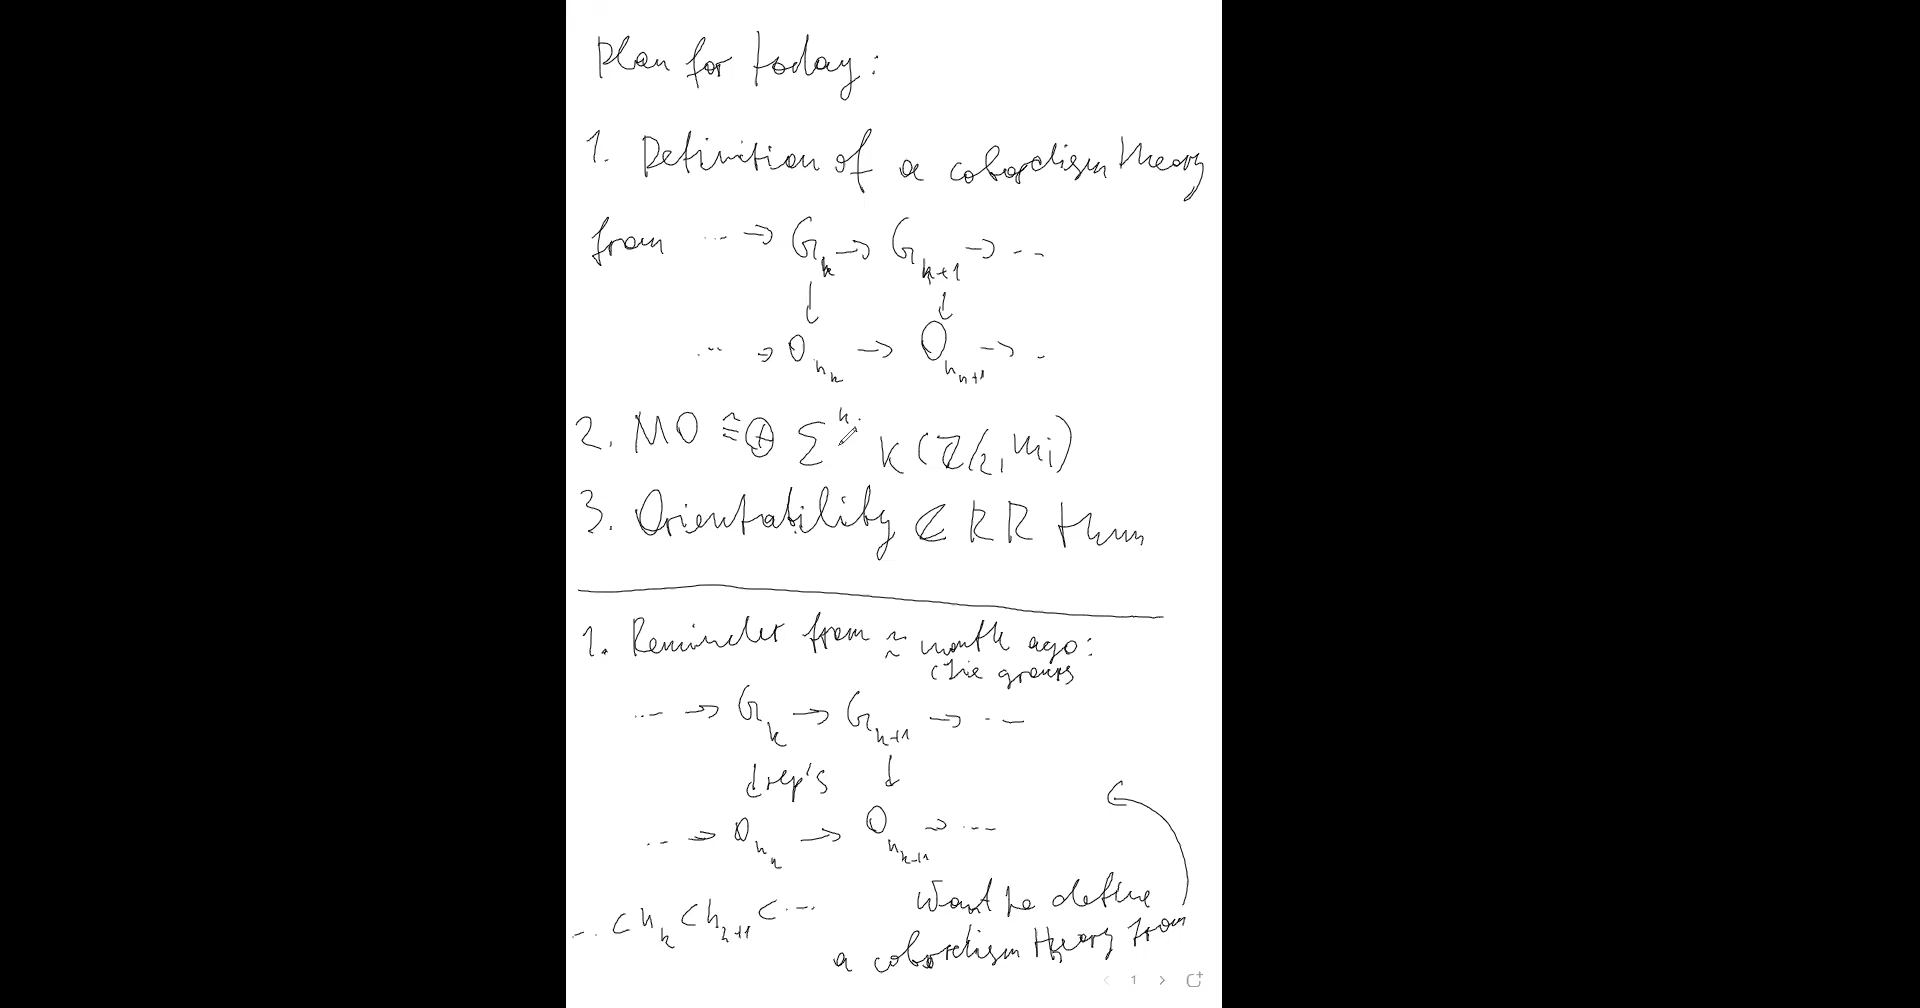 Plan for today:
1. Definition of a cobordism theory
from ... → G_k → G_{k+1} → ...
↓ ↓
... → O_{n_k} → O_{n_{k+1}} → ...
2. MO ≅ ⊕ Σ^{n_i} K(Z/2, m_i)
3. Orientability & RR thm
1. Reminder from ≈ month ago:
(Lie groups
... → G_k → G_{k+1} → ...
↓ rep's ↓
... → O_{n_k} → O_{n_{k+1}} → ...
... < n_k < n_{k+1} < ...
Want to define
a cobordism theory from
1